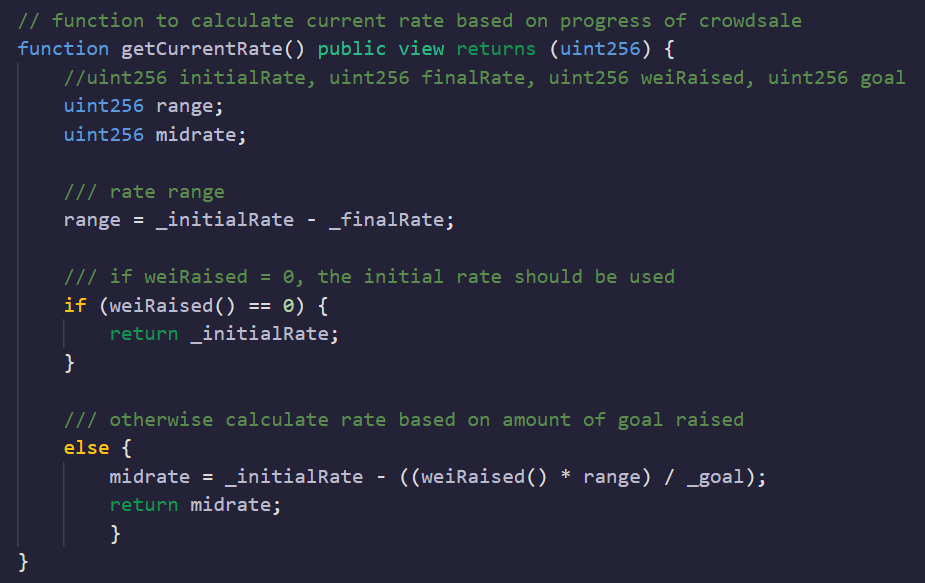 // function to calculate current rate based on progress of crowdsale
function getCurrentRate() public view returns (uint256) {
    //uint256 initialRate, uint256 finalRate, uint256 weiRaised, uint256 goal
    uint256 range;
    uint256 midrate;

    /// rate range
    range = _initialRate - _finalRate;

    /// if weiRaised = 0, the initial rate should be used
    if (weiRaised() == 0) {
        return _initialRate;
    }

    /// otherwise calculate rate based on amount of goal raised
    else {
        midrate = _initialRate - ((weiRaised() * range) / _goal);
        return midrate;
        }
}